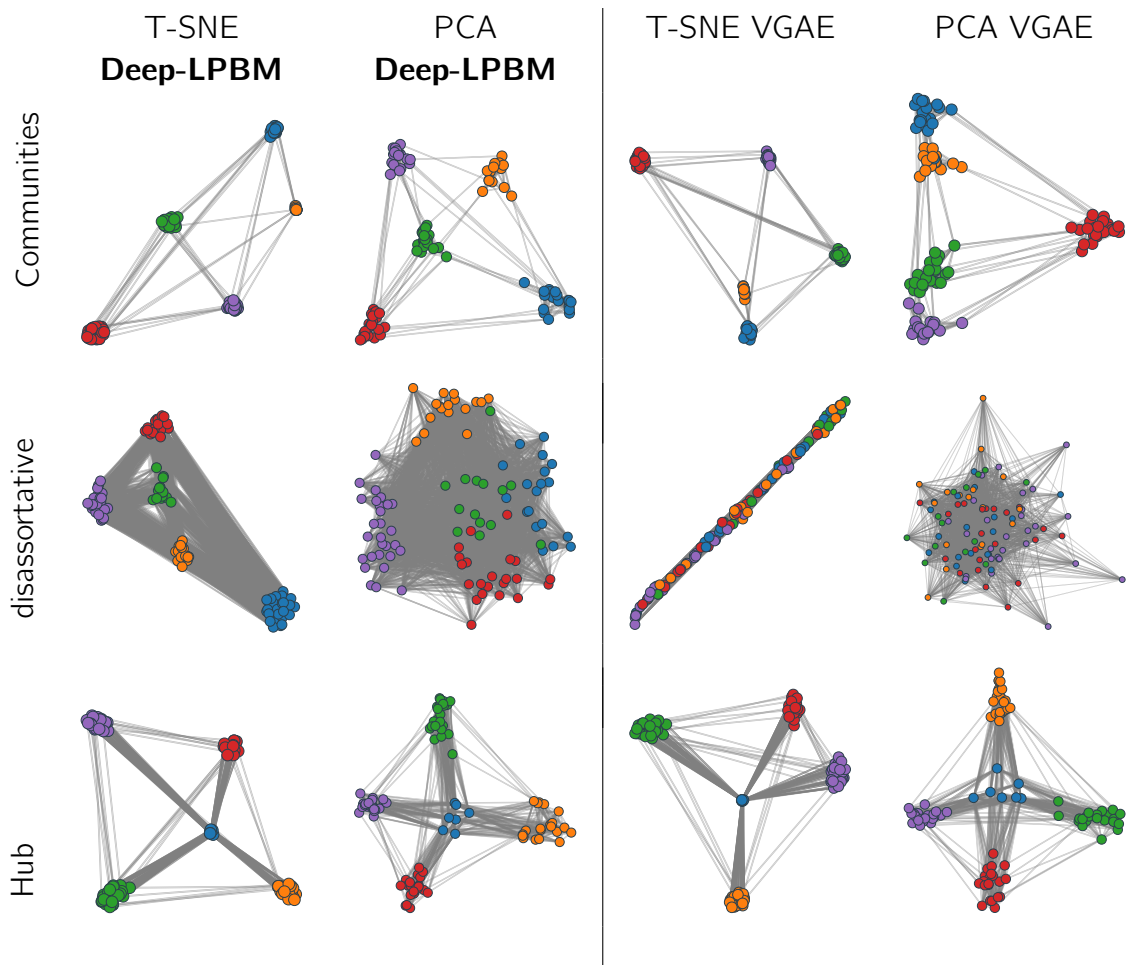 T-SNE
Deep-LPBM
PCA
Deep-LPBM
T-SNE VGAE
PCA VGAE
Communities
disassortative
Hub